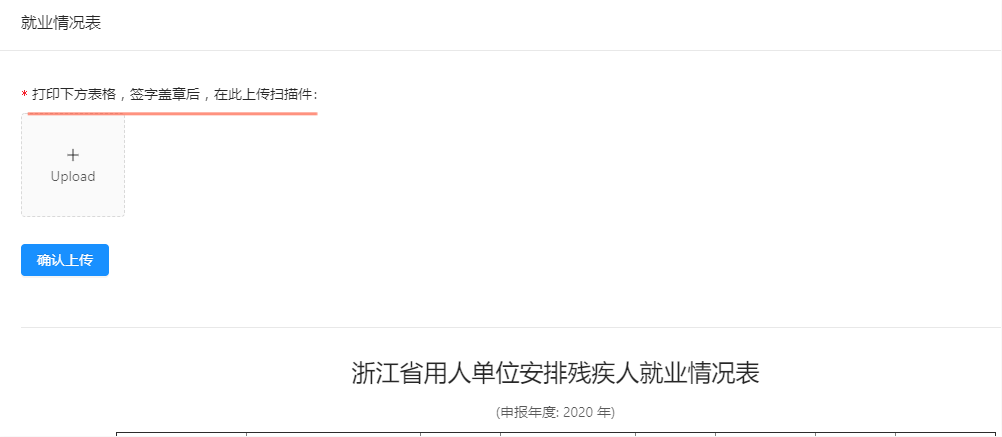 就业情况表
* 打印下方表格，签字盖章后，在此上传扫描件:
Upload
确认上传
浙江省用人单位安排残疾人就业情况表
(申报年度: 2020 年)